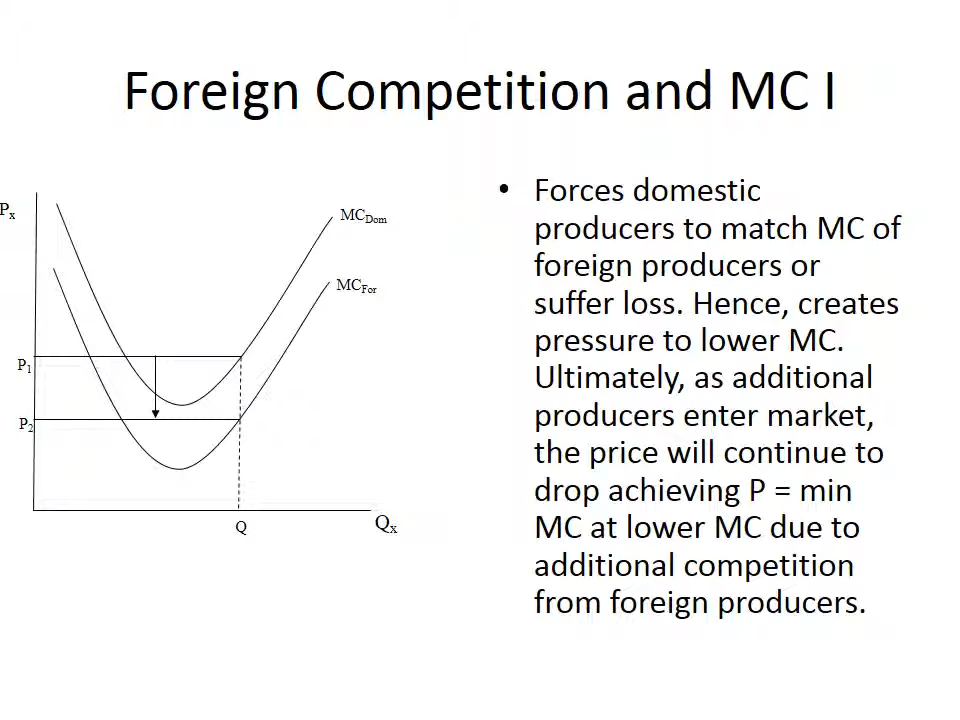 Foreign Competition and MC I
Px
MCDom
MCFor
P1
P2
Q
Qx
• Forces domestic
producers to match MC of
foreign producers or
suffer loss. Hence, creates
pressure to lower MC.
Ultimately, as additional
producers enter market,
the price will continue to
drop achieving P = min
MC at lower MC due to
additional competition
from foreign producers.